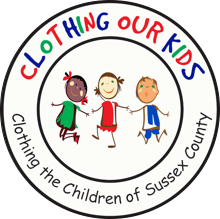 CLOTHING OUR KIDS
Clothing the Children of Sussex County